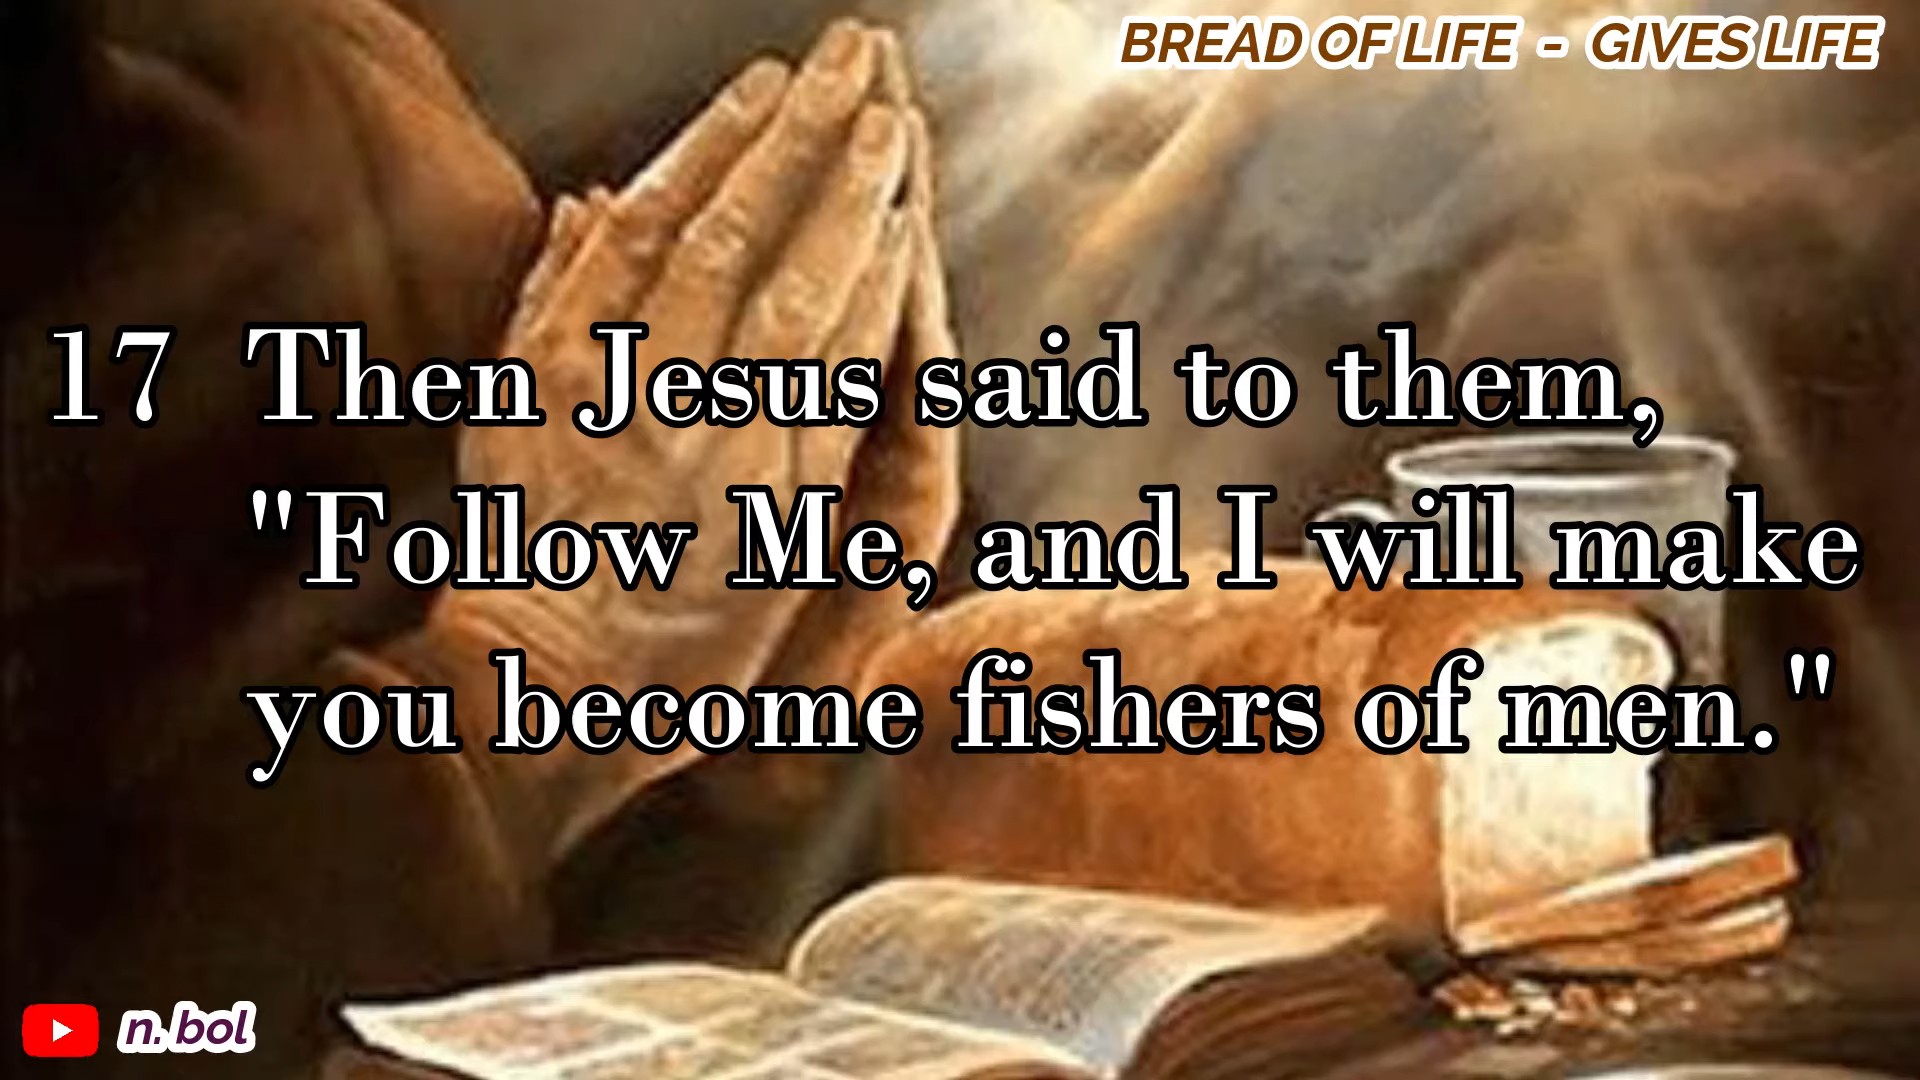 BREAD OF LIFE - GIVES LIFE
17 Then Jesus said to them,
"Follow Me, and I will make
you become fishers of men."
n. bol